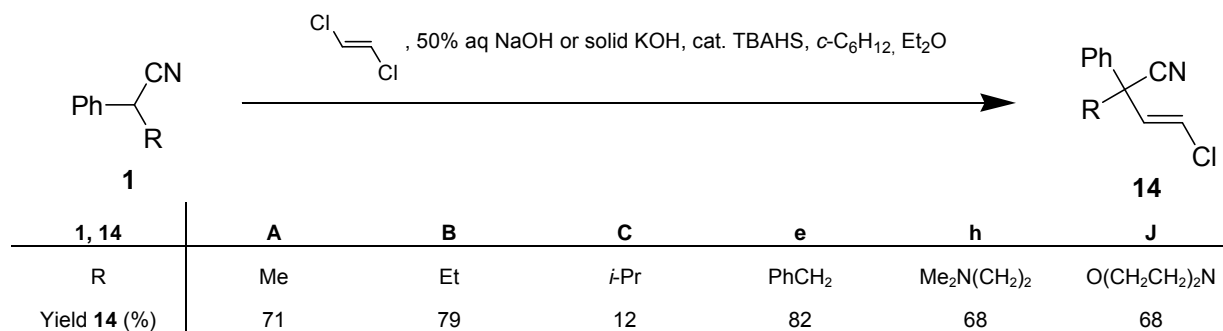 Cl
Cl
, 50% aq NaOH or solid KOH, cat. TBAHS, c-C₆H₁₂, Et₂O
Ph CN
R
1
Ph CN
R
Cl
14
1, 14 A B C e h J
R Me Et i-Pr PhCH₂ Me₂N(CH₂)₂ O(CH₂CH₂)₂N
Yield 14 (%) 71 79 12 82 68 68